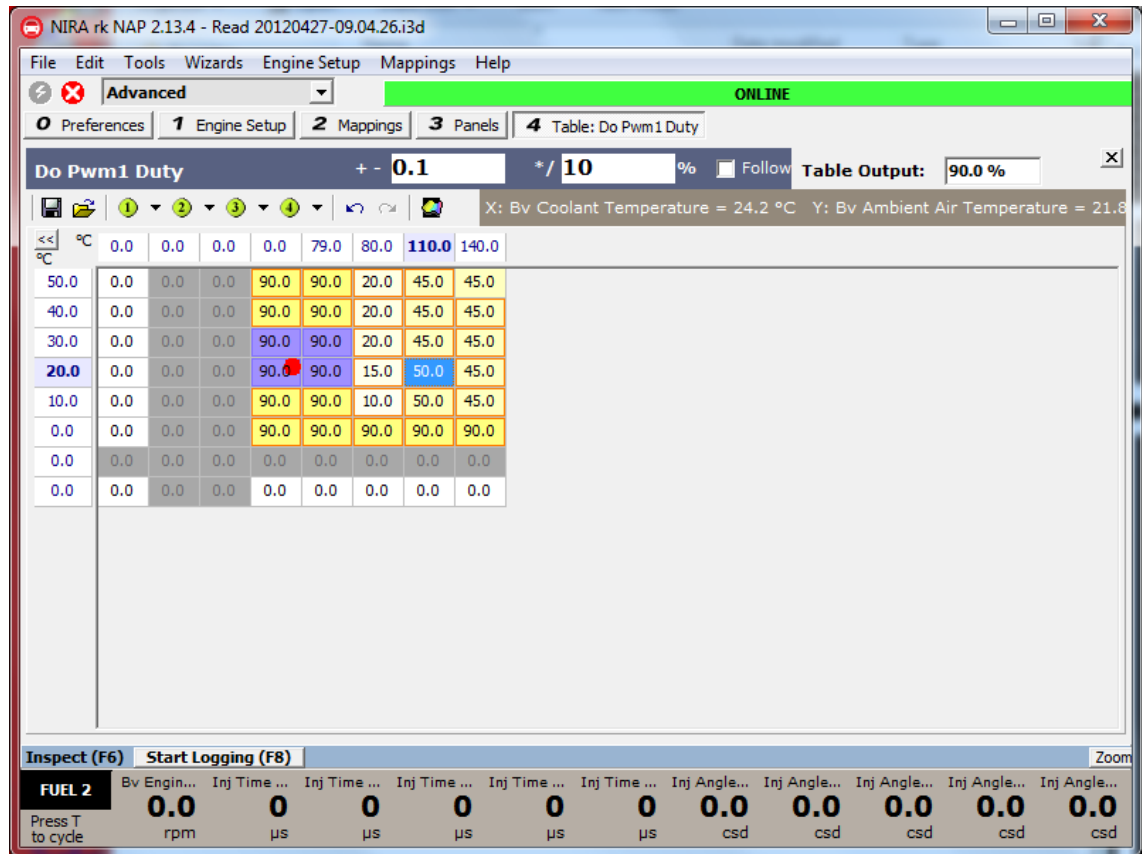 NIRA rk NAP 2.13.4 - Read 20120427-09.04.26.i3d
File Edit Tools Wizards Engine Setup Mappings Help
Advanced ONLINE
0 Preferences 1 Engine Setup 2 Mappings 3 Panels 4 Table: Do Pwm1 Duty
Do Pwm1 Duty + - 0.1 */ 10 % Follow Table Output: 90.0 %
1 2 3 4 X: Bv Coolant Temperature = 24.2 °C Y: Bv Ambient Air Temperature = 21.8
<< °C 0.0 0.0 0.0 0.0 79.0 80.0 110.0 140.0
°C
50.0 0.0 0.0 0.0 90.0 90.0 20.0 45.0 45.0
40.0 0.0 0.0 0.0 90.0 90.0 20.0 45.0 45.0
30.0 0.0 0.0 0.0 90.0 90.0 20.0 45.0 45.0
20.0 0.0 0.0 0.0 90.0 90.0 15.0 50.0 45.0
10.0 0.0 0.0 0.0 90.0 90.0 10.0 50.0 45.0
0.0 0.0 0.0 0.0 90.0 90.0 90.0 90.0 90.0
0.0 0.0 0.0 0.0 0.0 0.0 0.0 0.0 0.0
0.0 0.0 0.0 0.0 0.0 0.0 0.0 0.0 0.0
Inspect (F6) Start Logging (F8) Zoom
FUEL 2 Bv Engin... Inj Time ... Inj Time ... Inj Time ... Inj Time ... Inj Time ... Inj Angle... Inj Angle... Inj Angle... Inj Angle... Inj Angle...
0.0 0 0 0 0 0 0.0 0.0 0.0 0.0 0.0
Press T
to cycle rpm µs µs µs µs µs csd csd csd csd csd